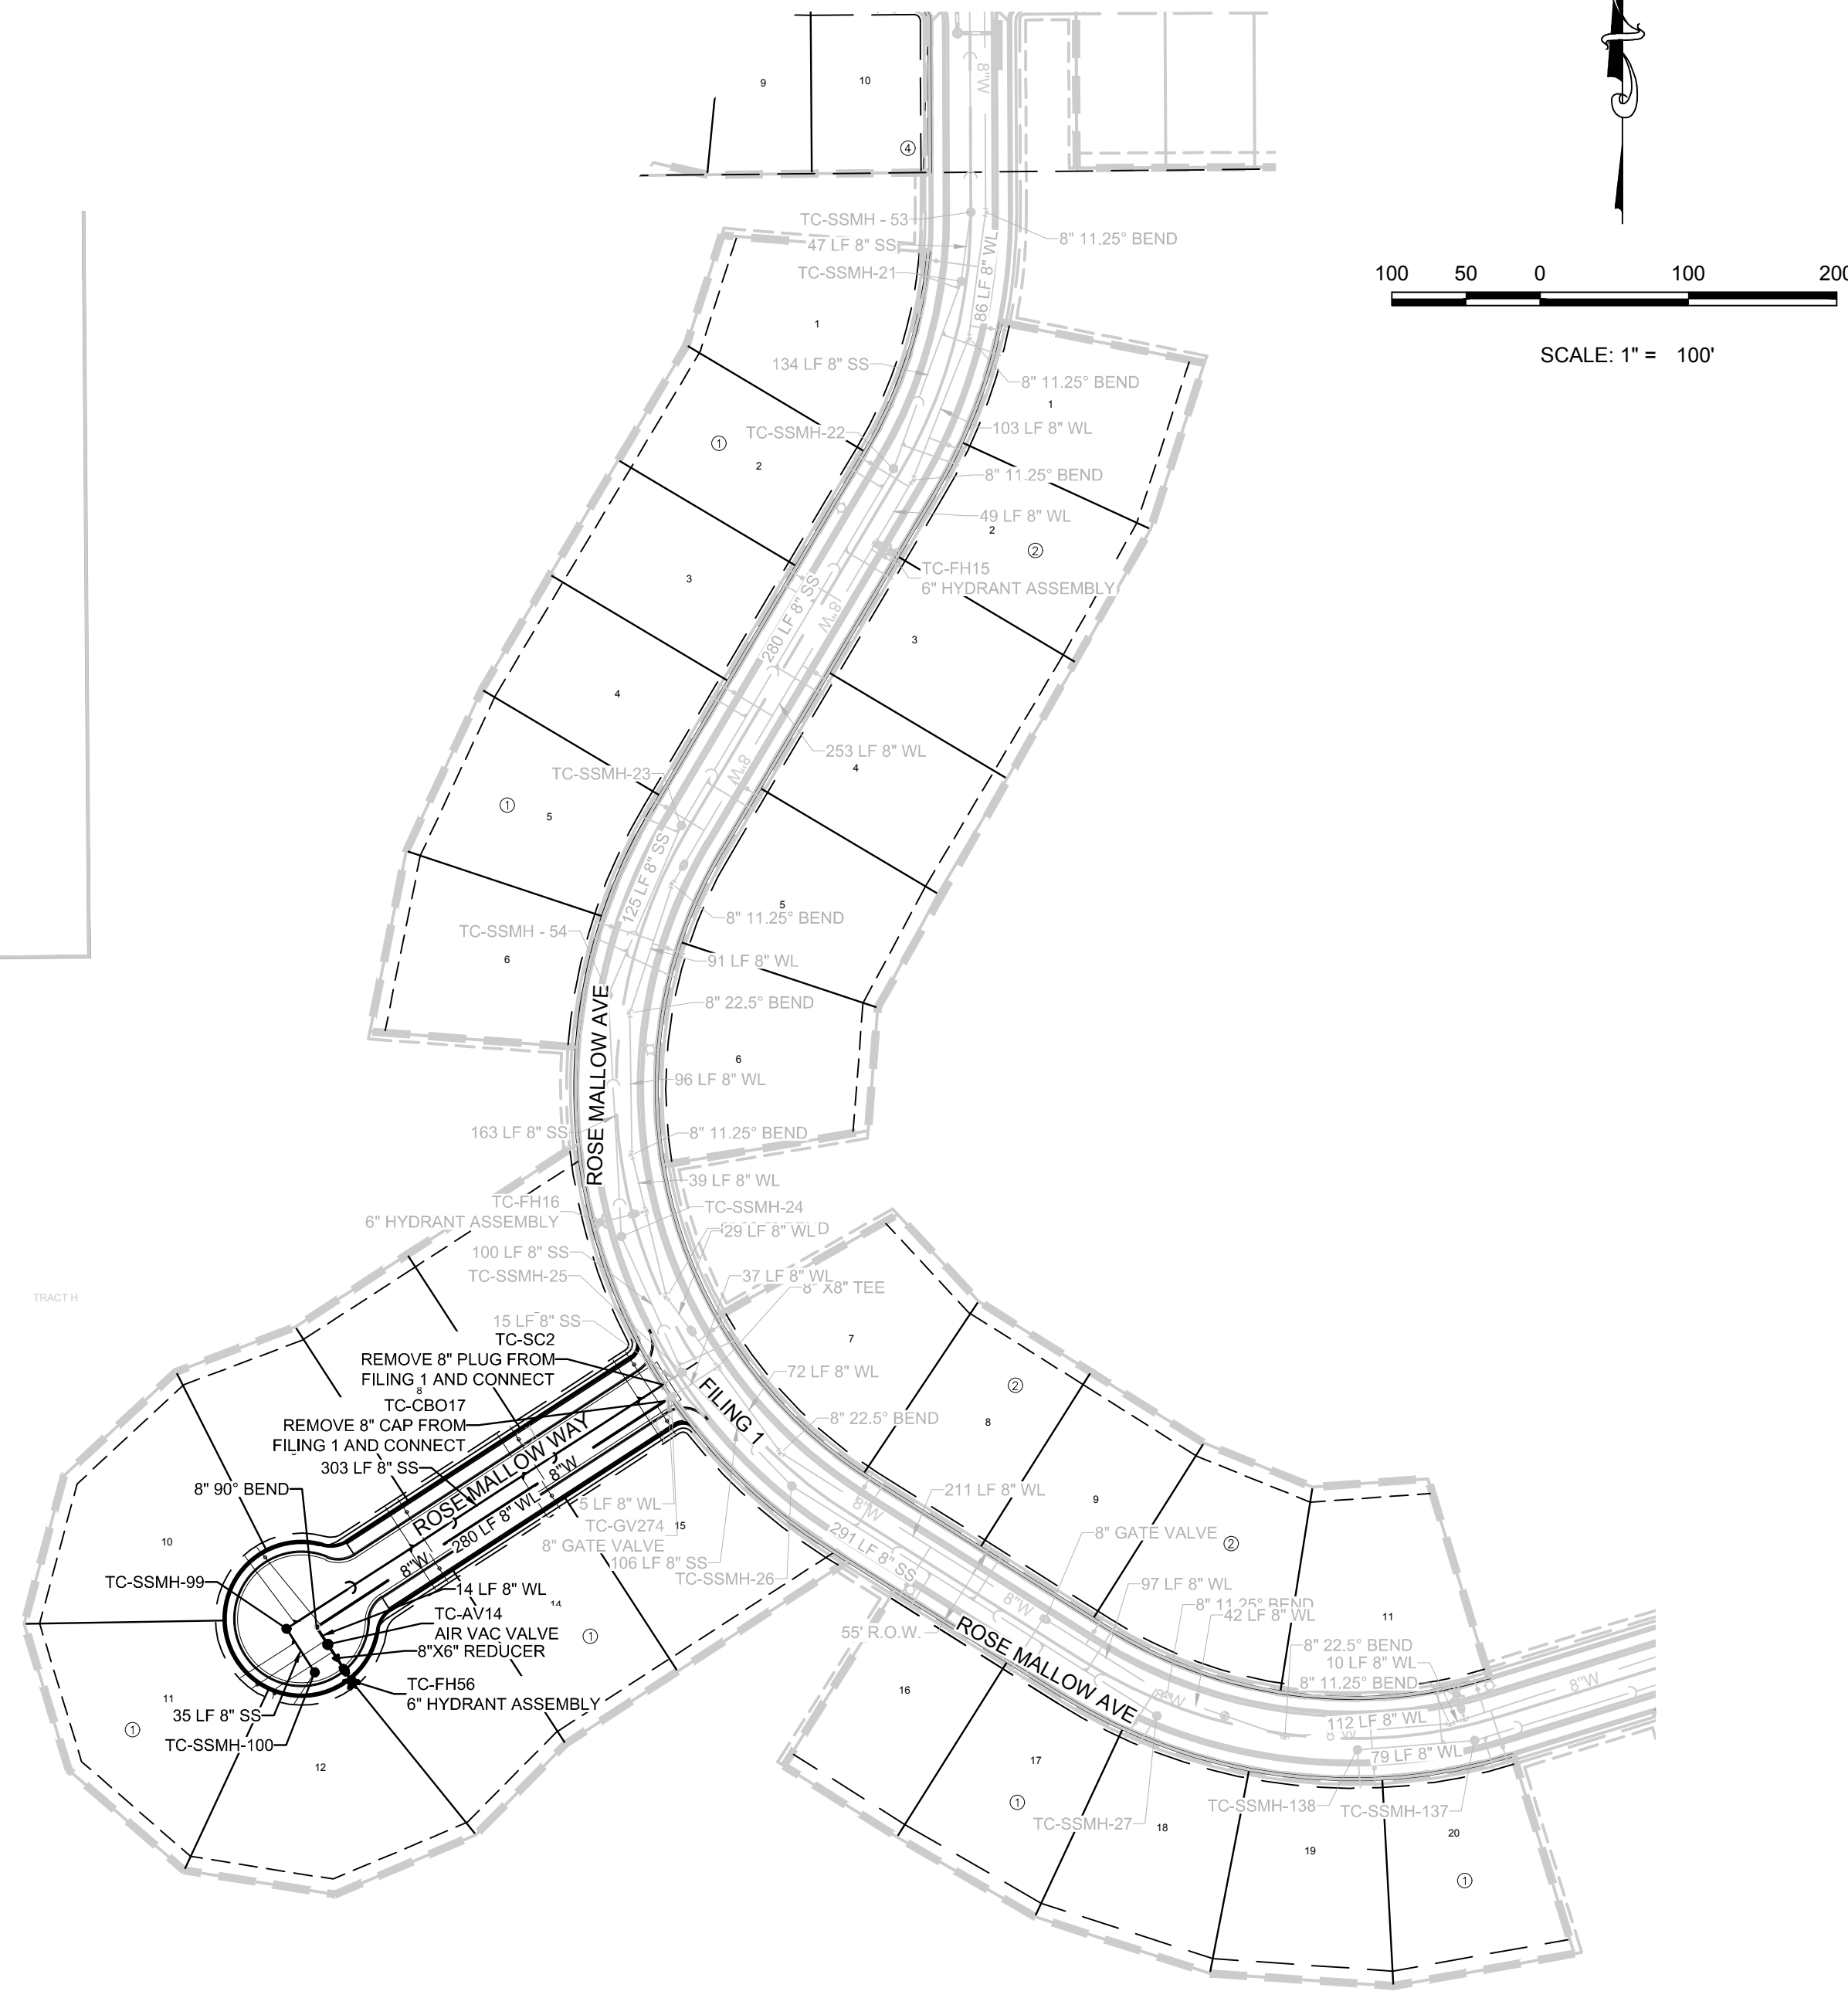 9
10
8"W
④
TC-SSMH - 53
47 LF 8" SS
TC-SSMH-21
8" 11.25° BEND
86 LF 8" WL
100 50 0 100 200
SCALE: 1" = 100'
1
134 LF 8" SS
8" 11.25° BEND
1
103 LF 8" WL
TC-SSMH-22
①
2
8" 11.25° BEND
49 LF 8" WL
2
②
TC-FH15
6" HYDRANT ASSEMBLY
3
280 LF 8" SS
8"W
3
4
253 LF 8" WL
4
TC-SSMH-23
8"W
①
5
125 LF 8" SS
5
8" 11.25° BEND
TC-SSMH - 54
6
91 LF 8" WL
8" 22.5° BEND
ROSE MALLOW AVE
6
96 LF 8" WL
163 LF 8" SS
8" 11.25° BEND
39 LF 8" WL
TC-FH16
6" HYDRANT ASSEMBLY
TC-SSMH-24
29 LF 8" WL
100 LF 8" SS
TC-SSMH-25
37 LF 8" WL
8" X8" TEE
TRACT H
15 LF 8" SS
TC-SC2
REMOVE 8" PLUG FROM
FILING 1 AND CONNECT
8
TC-CBO17
REMOVE 8" CAP FROM
FILING 1 AND CONNECT
303 LF 8" SS
8" 90° BEND
ROSE MALLOW WAY
8"W
280 LF 8" WL
8"W
7
72 LF 8" WL
FILING 1
②
8
8" 22.5° BEND
211 LF 8" WL
8"W
5 LF 8" WL
TC-GV274
8" GATE VALVE
15
106 LF 8" SS
TC-SSMH-26
291 LF 8" SS
9
8" GATE VALVE
②
10
TC-SSMH-99
14 LF 8" WL
14
TC-AV14
AIR VAC VALVE
8"X6" REDUCER
①
TC-FH56
6" HYDRANT ASSEMBLY
11
35 LF 8" SS
①
TC-SSMH-100
12
97 LF 8" WL
8" 11.25° BEND
42 LF 8" WL
8"W
11
55' R.O.W.
ROSE MALLOW AVE
8" 22.5° BEND
10 LF 8" WL
8" 11.25° BEND
8"W
16
8"W
112 LF 8" WL
8"W
79 LF 8" WL
17
①
TC-SSMH-27
18
TC-SSMH-138
TC-SSMH-137
19
20
①